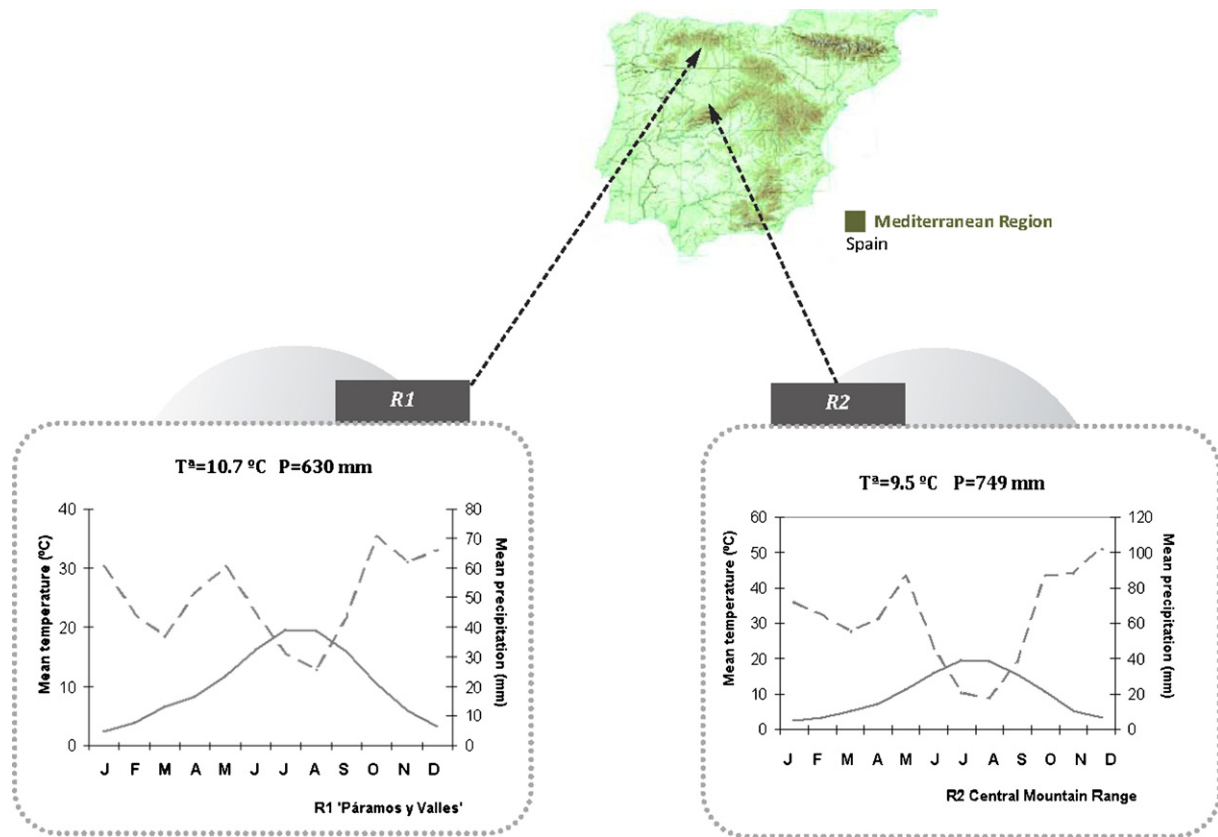 Mediterranean Region
Spain
R1
R2
Tª=10.7 ºC P=630 mm
40
30
20
10
0
Mean temperature (ºC)
80
70
60
50
40
30
20
10
0
Mean precipitation (mm)
J F M A M J J A S O N D
R1 'Páramos y Valles'
Tª=9.5 ºC P=749 mm
60
50
40
30
20
10
0
Mean temperature (ºC)
120
100
80
60
40
20
0
Mean precipitation (mm)
J F M A M J J A S O N D
R2 Central Mountain Range